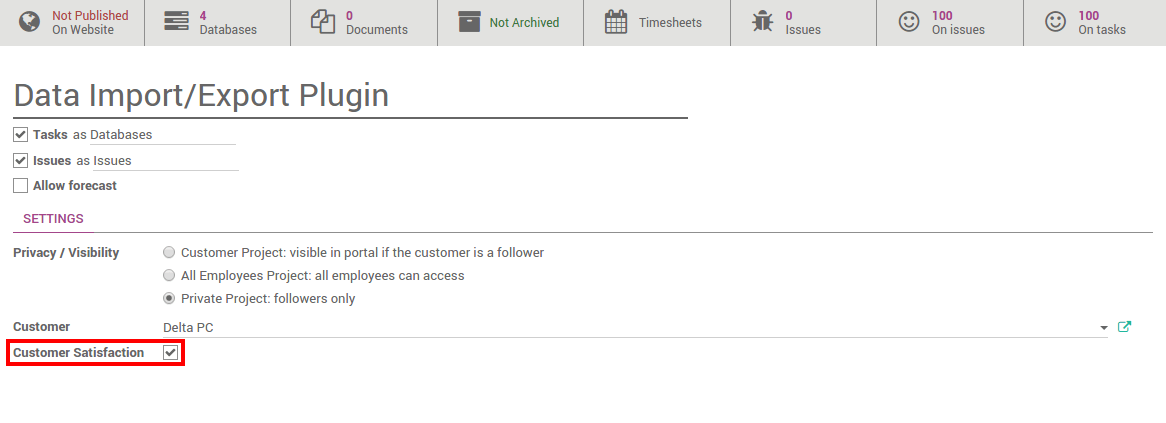 Not Published
On Website
4
Databases
0
Documents
Not Archived
Timesheets
0
Issues
100
On issues
100
On tasks
Data Import/Export Plugin
Tasks as Databases
Issues as Issues
Allow forecast
SETTINGS
Privacy / Visibility Customer Project: visible in portal if the customer is a follower
All Employees Project: all employees can access
Private Project: followers only
Customer Delta PC
Customer Satisfaction